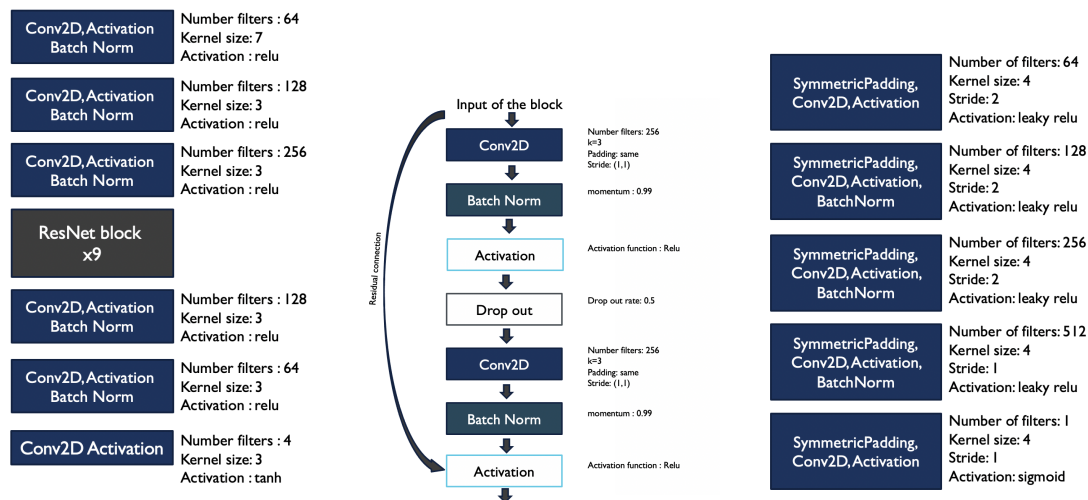 Conv2D, Activation
Batch Norm
Number filters : 64
Kernel size: 7
Activation : relu
Conv2D, Activation
Batch Norm
Number filters : 128
Kernel size: 3
Activation : relu
Conv2D, Activation
Batch Norm
Number filters : 256
Kernel size: 3
Activation : relu
ResNet block
x9
Conv2D, Activation
Batch Norm
Number filters : 128
Kernel size: 3
Activation : relu
Conv2D, Activation
Batch Norm
Number filters : 64
Kernel size: 3
Activation : relu
Conv2D Activation
Number filters : 4
Kernel size: 3
Activation : tanh
Input of the block
Residual connection
Conv2D
Number filters: 256
k=3
Padding: same
Stride: (1,1)
Batch Norm
momentum : 0.99
Activation
Activation function : Relu
Drop out
Drop out rate: 0.5
Conv2D
Number filters: 256
k=3
Padding: same
Stride: (1,1)
Batch Norm
momentum : 0.99
Activation
Activation function : Relu
SymmetricPadding,
Conv2D, Activation
Number of filters: 64
Kernel size: 4
Stride: 2
Activation: leaky relu
SymmetricPadding,
Conv2D, Activation,
BatchNorm
Number of filters: 128
Kernel size: 4
Stride: 2
Activation: leaky relu
SymmetricPadding,
Conv2D, Activation,
BatchNorm
Number of filters: 256
Kernel size: 4
Stride: 2
Activation: leaky relu
SymmetricPadding,
Conv2D, Activation,
BatchNorm
Number of filters: 512
Kernel size: 4
Stride: 1
Activation: leaky relu
SymmetricPadding,
Conv2D, Activation
Number of filters: 1
Kernel size: 4
Stride: 1
Activation: sigmoid